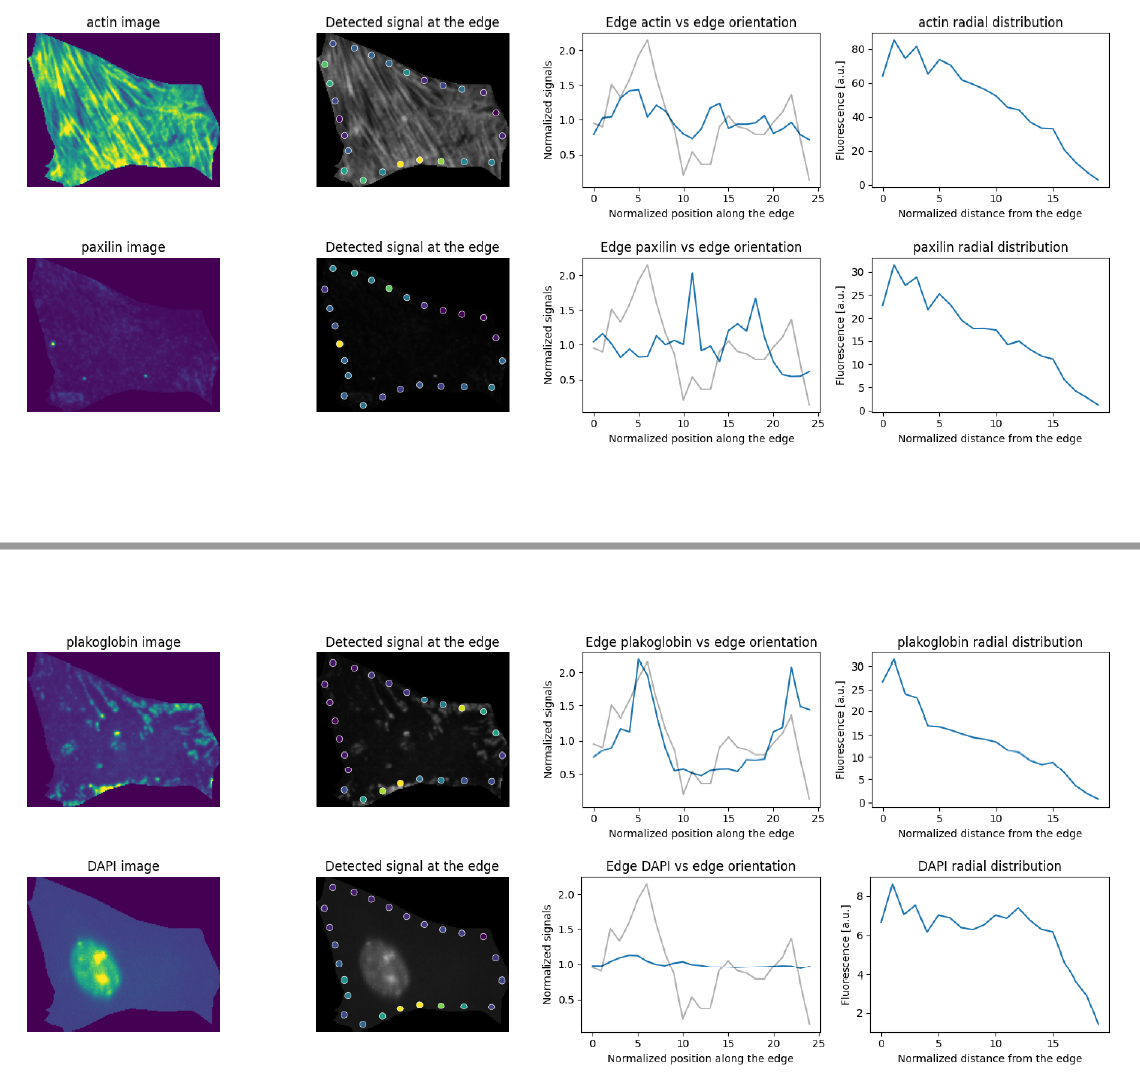 actin image
Detected signal at the edge
Edge actin vs edge orientation
actin radial distribution
Normalized signals
2.0
1.5
1.0
0.5
0 5 10 15 20 25
Normalized position along the edge
Fluorescence [a.u.]
80
60
40
20
0
0 5 10 15
Normalized distance from the edge
paxilin image
Detected signal at the edge
Edge paxilin vs edge orientation
paxilin radial distribution
Normalized signals
2.0
1.5
1.0
0.5
0 5 10 15 20 25
Normalized position along the edge
Fluorescence [a.u.]
30
25
20
15
10
5
0
0 5 10 15
Normalized distance from the edge
plakoglobin image
Detected signal at the edge
Edge plakoglobin vs edge orientation
plakoglobin radial distribution
Normalized signals
2.0
1.5
1.0
0.5
0 5 10 15 20 25
Normalized position along the edge
Fluorescence [a.u.]
30
25
20
15
10
5
0
0 5 10 15
Normalized distance from the edge
DAPI image
Detected signal at the edge
Edge DAPI vs edge orientation
DAPI radial distribution
Normalized signals
2.0
1.5
1.0
0.5
0 5 10 15 20 25
Normalized position along the edge
Fluorescence [a.u.]
8
6
4
2
0 5 10 15
Normalized distance from the edge